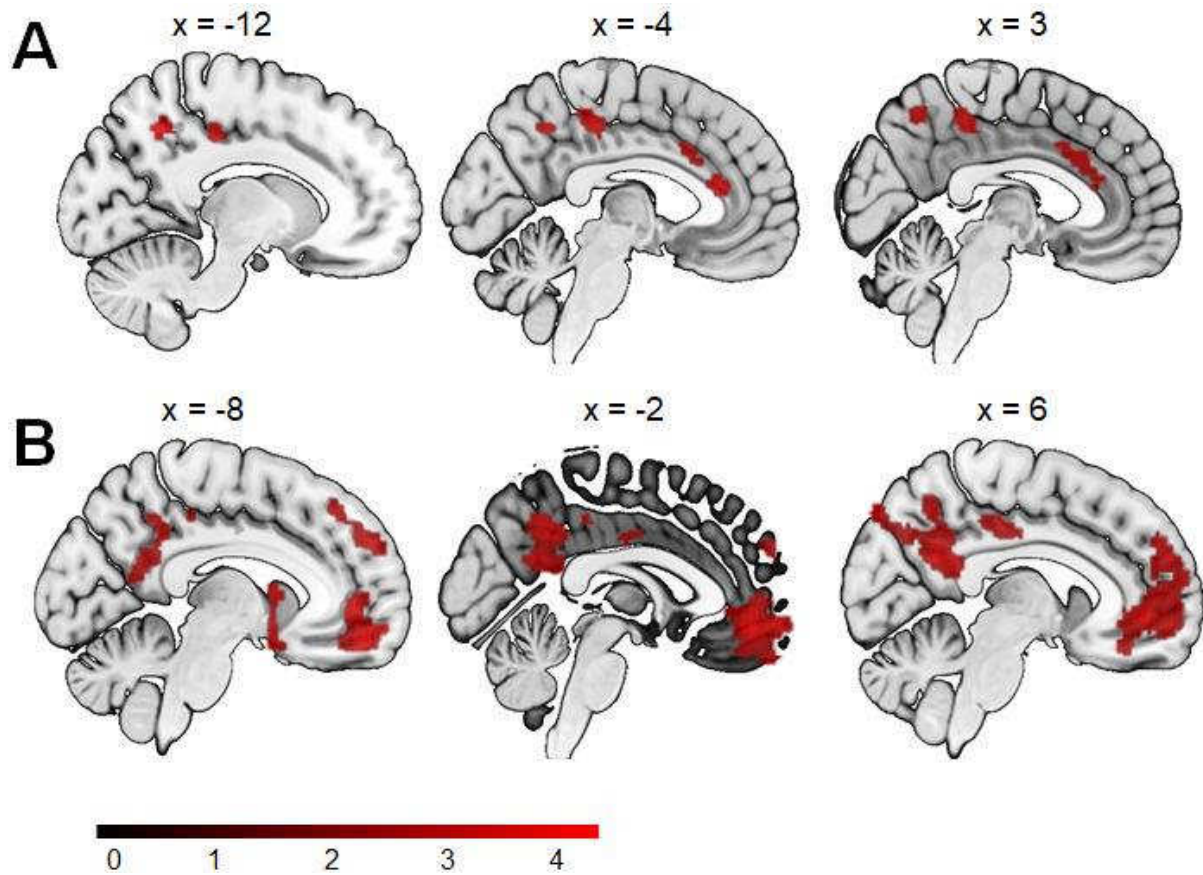 A
x = -12
x = -4
x = 3
B
x = -8
x = -2
x = 6
0 1 2 3 4